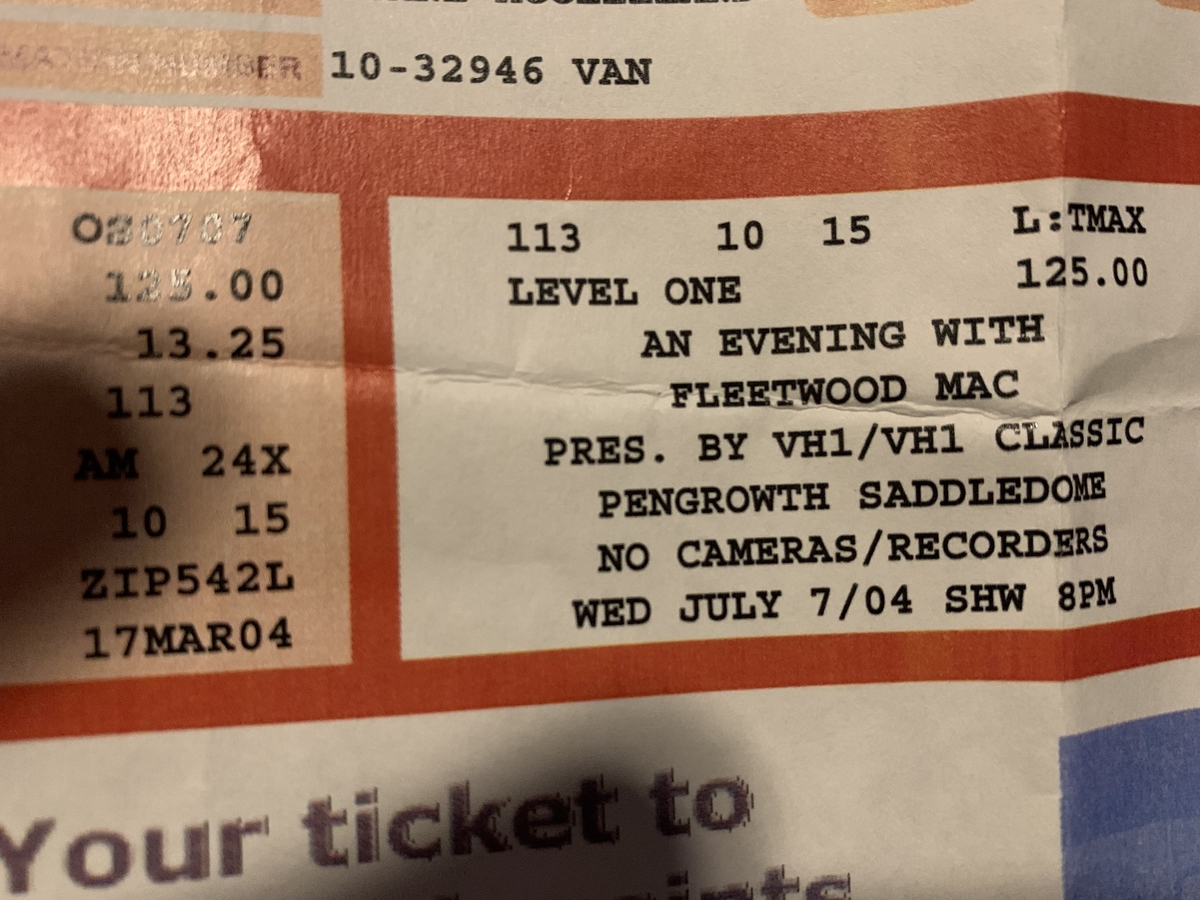 NUMBER 10-32946 VAN
125.00
13.25
113
AM 24X
10 15
ZIP542L
17MAR04
113 10 15 L:TMAX
LEVEL ONE 125.00
AN EVENING WITH
FLEETWOOD MAC
PRES. BY VH1/VH1 CLASSIC
PENGROWTH SADDLEDOME
NO CAMERAS/RECORDERS
WED JULY 7/04 SHW 8PM
Your ticket to